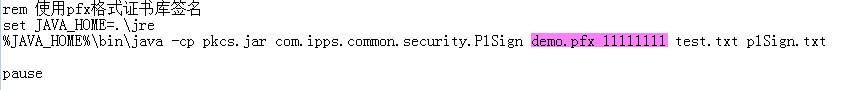 rem 使用pfx格式证书库签名
set JAVA_HOME=.\jre
%JAVA_HOME%\bin\java -cp pkcs.jar com.ipps.common.security.P1Sign demo.pfx 11111111 test.txt p1Sign.txt
pause